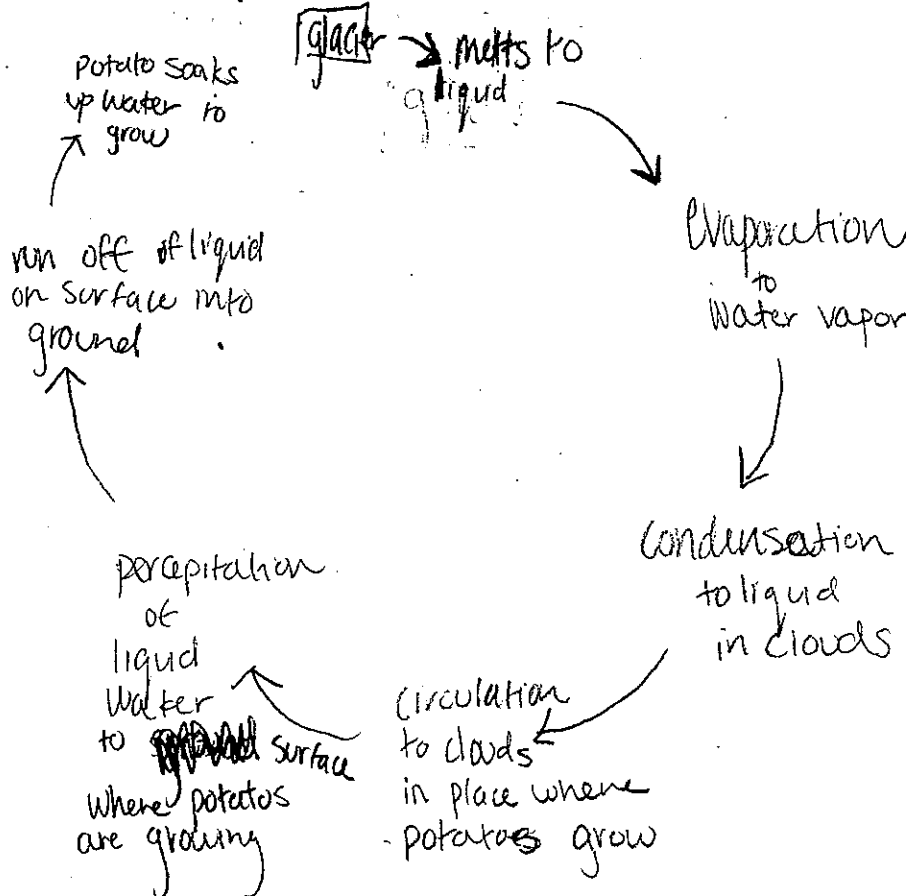 glacier
melts to
liquid
evaporation
to
water vapor
condensation
to liquid
in clouds
circulation
to clouds
in place where
potatoes grow
percepitation
of
liquid
water
to surface
where potatos
are growing
run off of liquid
on surface into
ground
potato soaks
up water to
grow